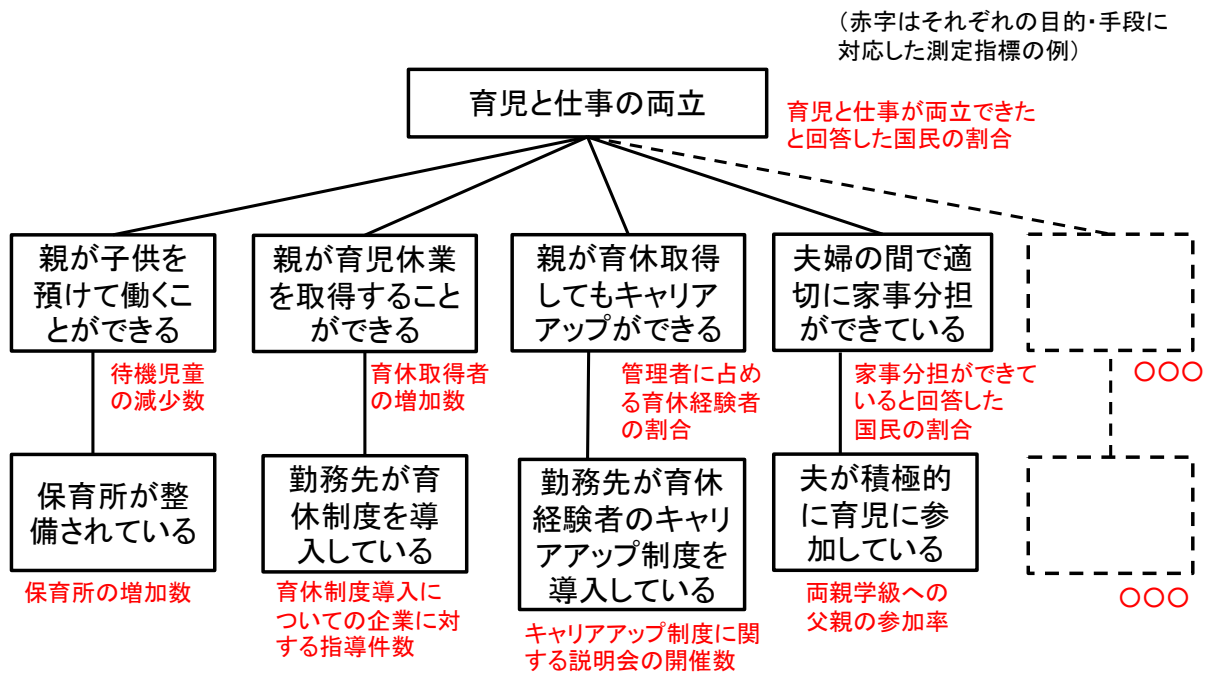 （赤字はそれぞれの目的・手段に
対応した測定指標の例）
育児と仕事の両立
育児と仕事が両立できた
と回答した国民の割合
親が子供を
預けて働くこ
とができる
親が育児休業
を取得すること
ができる
親が育休取得
してもキャリア
アップができる
夫婦の間で適
切に家事分担
ができている
待機児童
の減少数
育休取得者
の増加数
管理者に占め
る育休経験者
の割合
家事分担ができて
いると回答した
国民の割合
○○○
保育所が整
備されている
勤務先が育
休制度を導
入している
勤務先が育休
経験者のキャリ
アアップ制度を
導入している
夫が積極的
に育児に参
加している
保育所の増加数
育休制度導入に
ついての企業に対
する指導件数
キャリアアップ制度に関
する説明会の開催数
両親学級への
父親の参加率
○○○